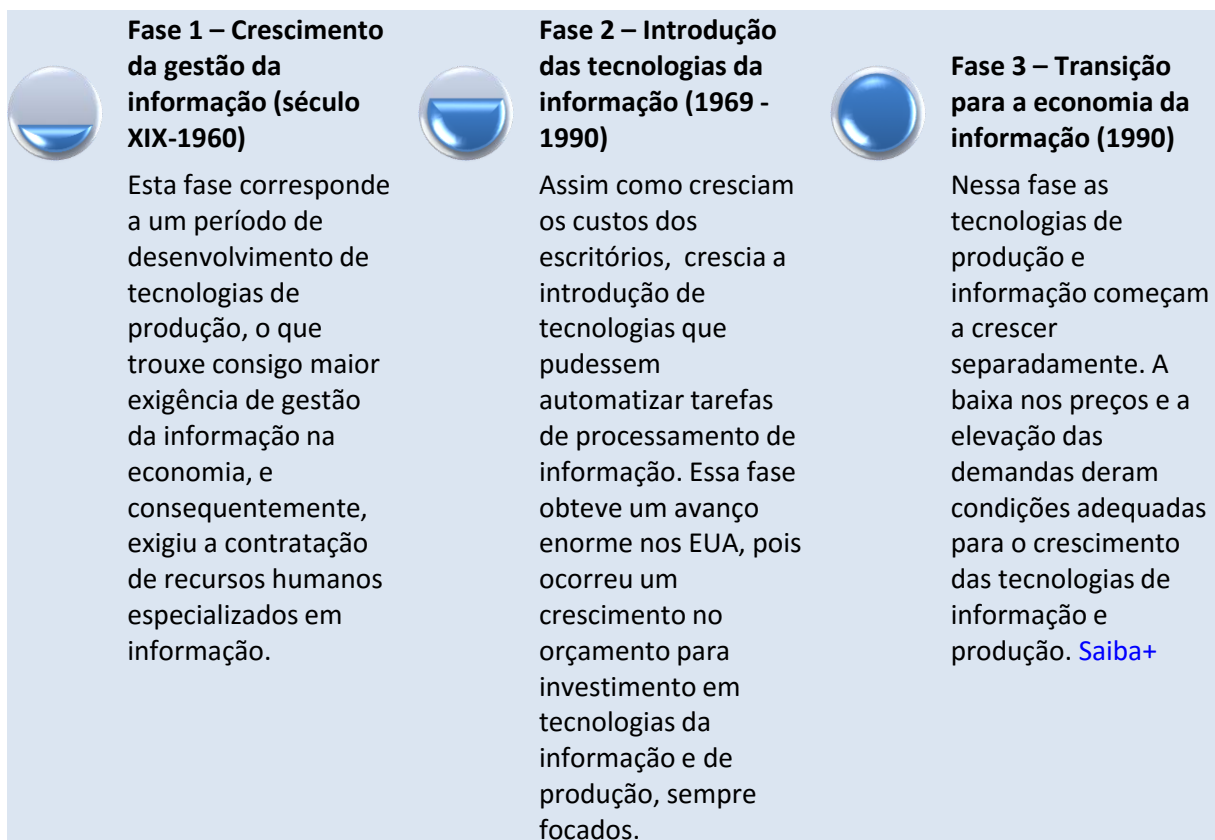 Fase 1 – Crescimento
da gestão da
informação (século
XIX-1960)
Esta fase corresponde
a um período de
desenvolvimento de
tecnologias de
produção, o que
trouxe consigo maior
exigência de gestão
da informação na
economia, e
consequentemente,
exigiu a contratação
de recursos humanos
especializados em
informação.
Fase 2 – Introdução
das tecnologias da
informação (1969 -
1990)
Assim como cresciam
os custos dos
escritórios,  crescia a
introdução de
tecnologias que
pudessem
automatizar tarefas
de processamento de
informação. Essa fase
obteve um avanço
enorme nos EUA, pois
ocorreu um
crescimento no
orçamento para
investimento em
tecnologias da
informação e de
produção, sempre
focados.
Fase 3 – Transição
para a economia da
informação (1990)
Nessa fase as
tecnologias de
produção e
informação começam
a crescer
separadamente. A
baixa nos preços e a
elevação das
demandas deram
condições adequadas
para o crescimento
das tecnologias de
informação e
produção. Saiba+